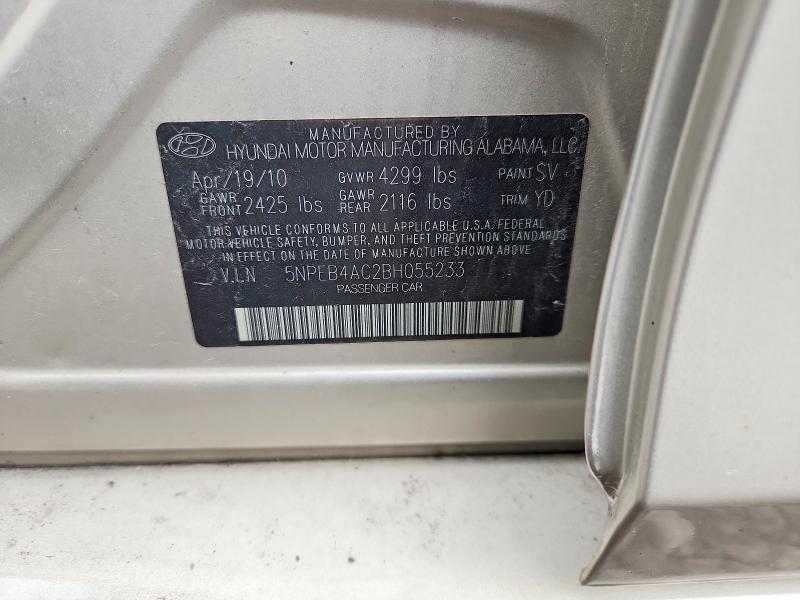 MANUFACTURED BY
HYUNDAI MOTOR MANUFACTURING ALABAMA, LLC
Apr/19/10 GVWR 4299 lbs PAINT SV
GAWR FRONT 2425 lbs GAWR REAR 2116 lbs TRIM YD
THIS VEHICLE CONFORMS TO ALL APPLICABLE U.S.A. FEDERAL
MOTOR VEHICLE SAFETY, BUMPER, AND THEFT PREVENTION STANDARDS
IN EFFECT ON THE DATE OF MANUFACTURE SHOWN ABOVE
V.I.N 5NPEB4AC2BH055233
PASSENGER CAR